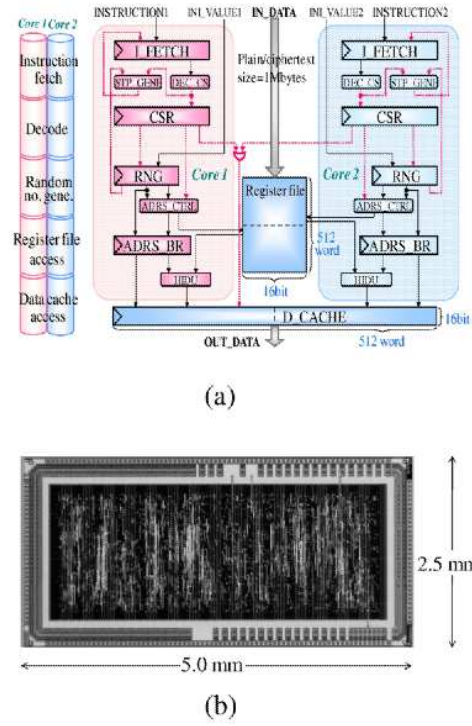 INSTRUCTION1 INI_VALUE1 IN_DATA INI_VALUE2 INSTRUCTION2
Core 1 Core 2
Instruction fetch
Decode
Random no. gene.
Register file access
Data cache access
I_FETCH
STP_GENE DEC_CS
CSR
RNG
Core 1
ADRS_CTRL
ADRS_BR
HIDU
Plain/ciphertext
size=1Mbytes
Register file
512
word
16bit
I_FETCH
DEC_CS STP_GENE
CSR
Core 2
RNG
ADRS_CTRL
ADRS_BR
HIDU
D_CACHE
16bit
OUT_DATA
512 word
(a)
2.5 mm
5.0 mm
(b)